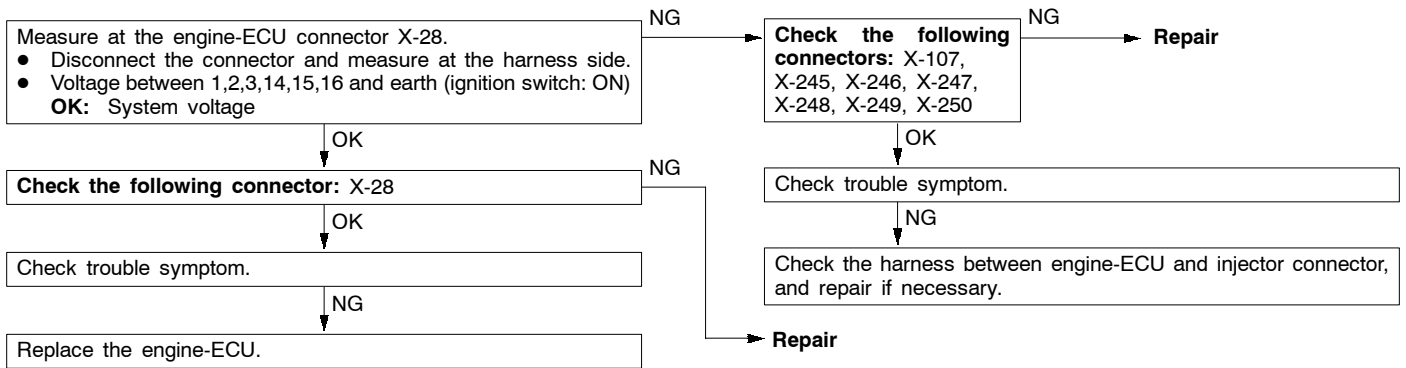 Measure at the engine-ECU connector X-28.
● Disconnect the connector and measure at the harness side.
● Voltage between 1,2,3,14,15,16 and earth (ignition switch: ON)
OK: System voltage
OK
Check the following connector: X-28
OK
Check trouble symptom.
NG
Replace the engine-ECU.
NG
Check the following
connectors: X-107,
X-245, X-246, X-247,
X-248, X-249, X-250
NG
Repair
OK
Check trouble symptom.
NG
Check the harness between engine-ECU and injector connector,
and repair if necessary.
NG
Repair